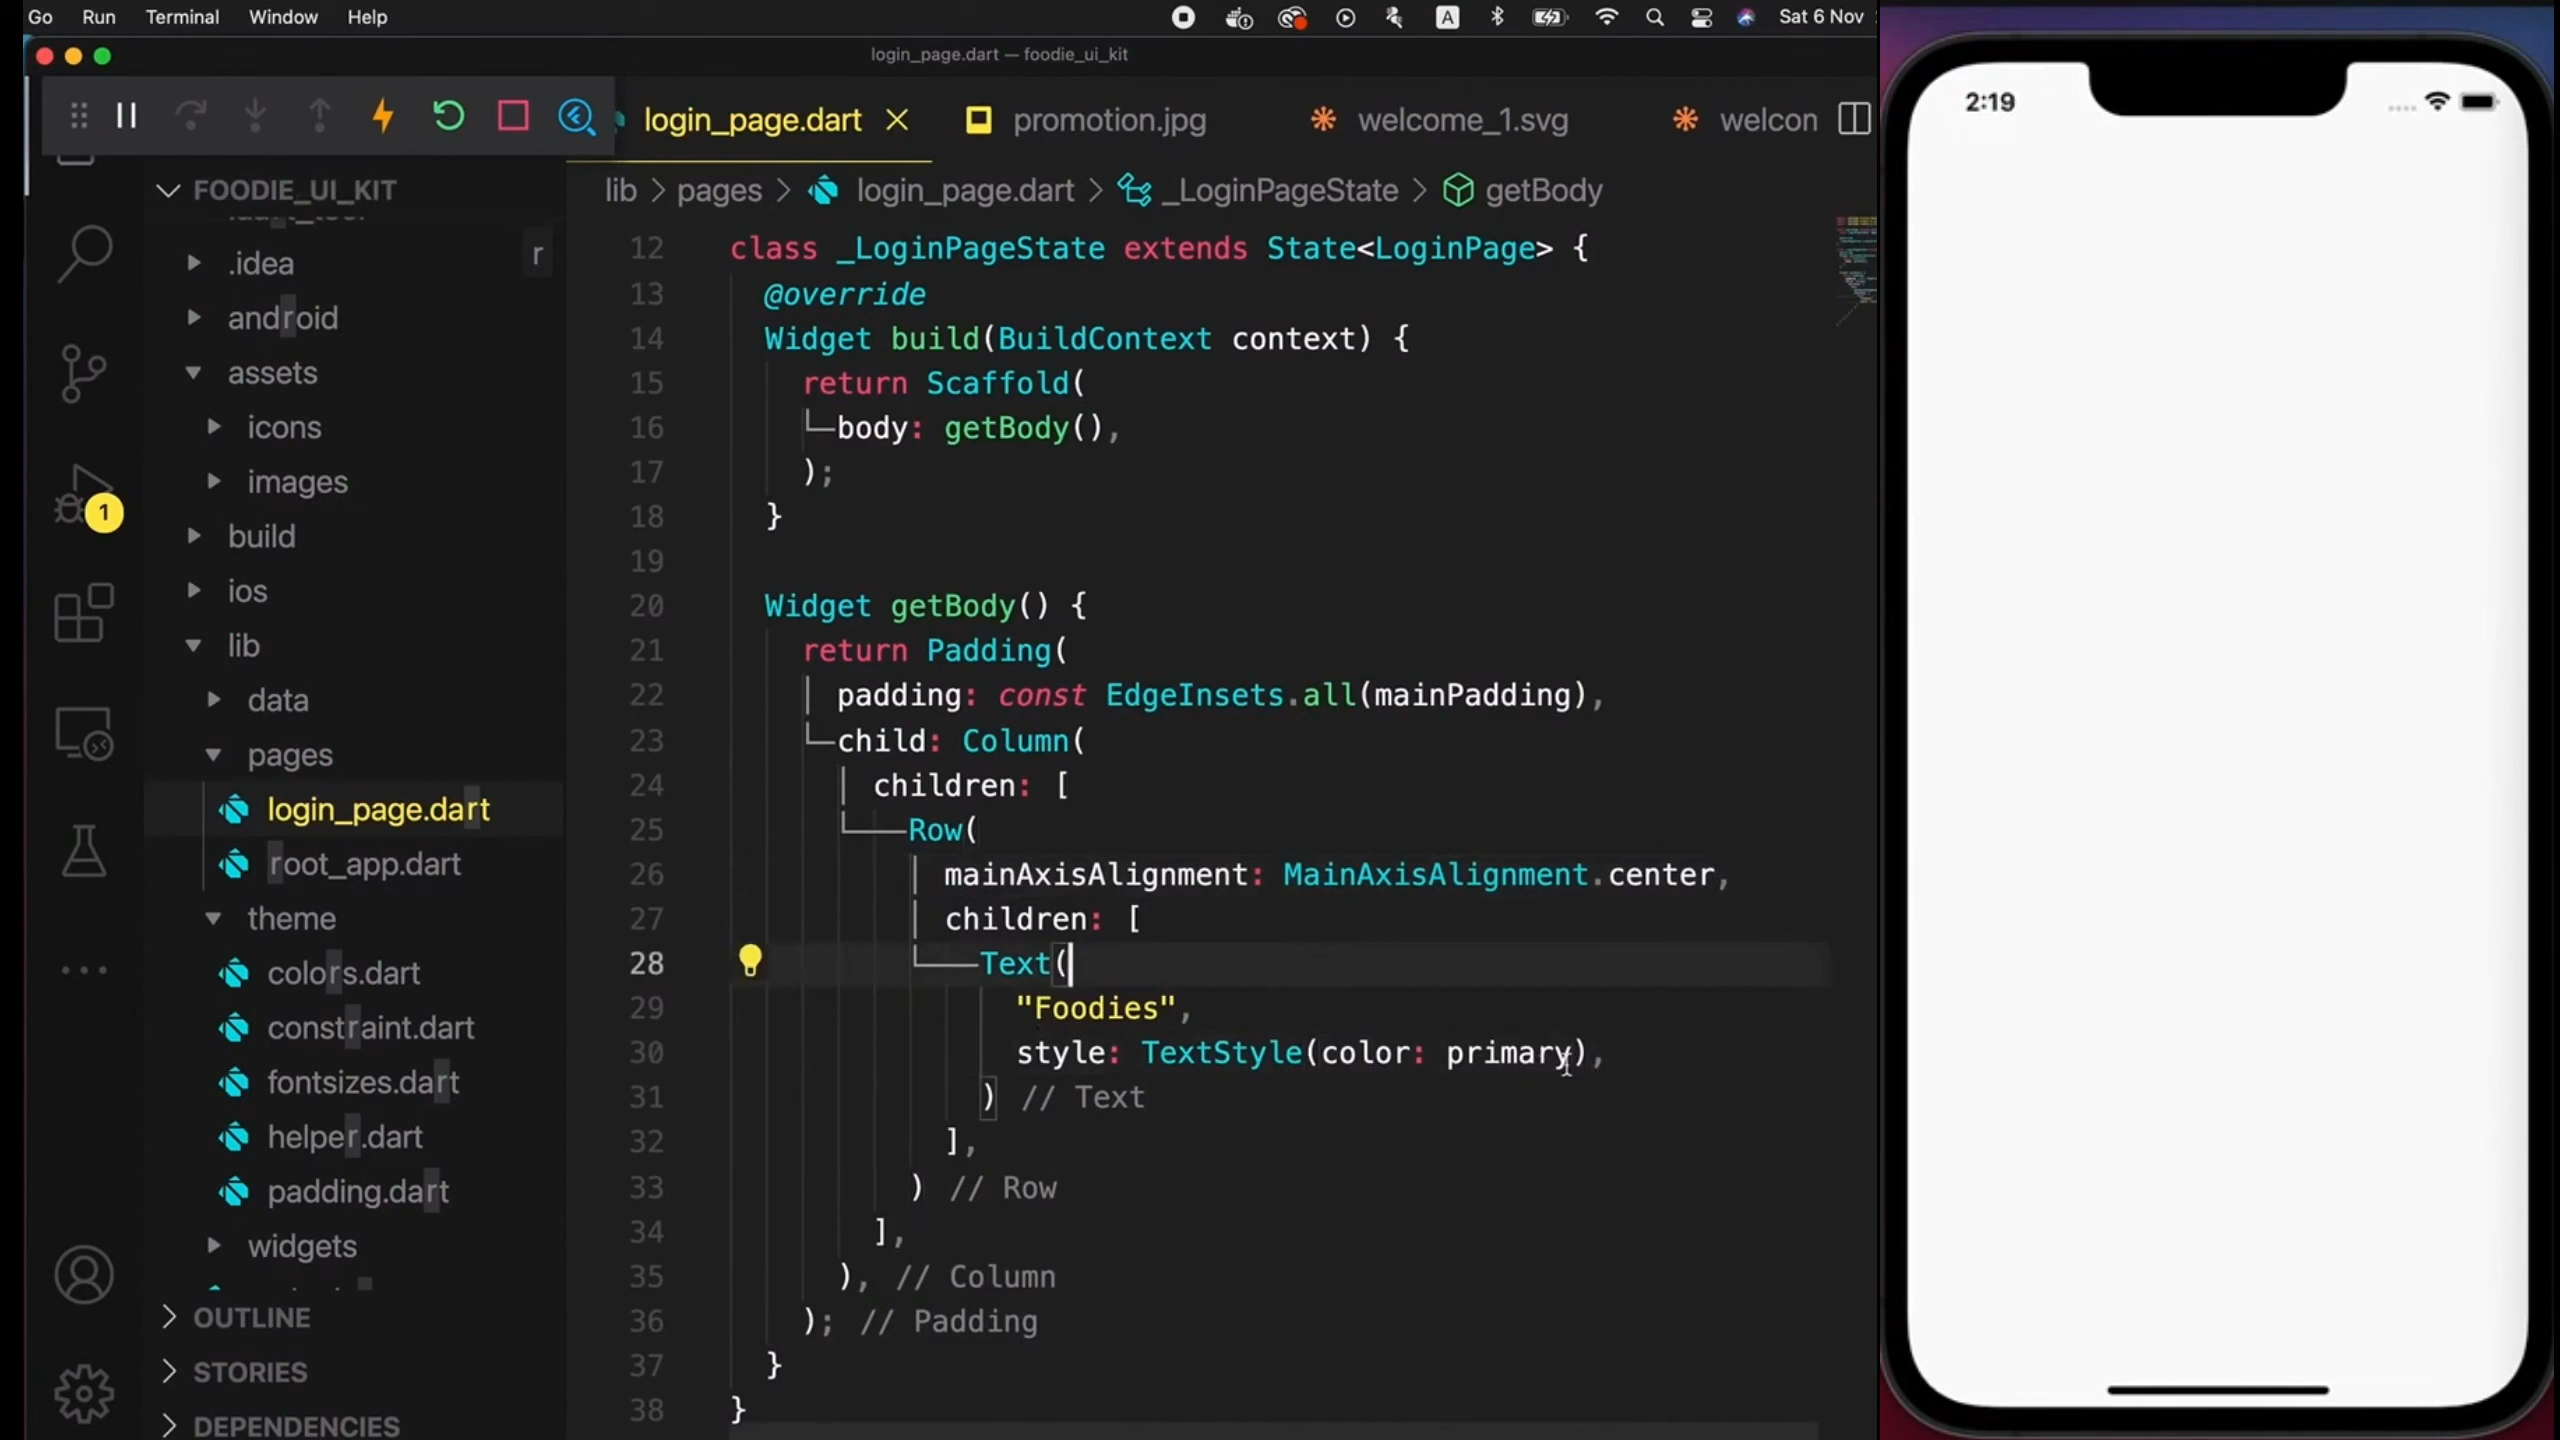 Go Run Terminal Window Help
A Sat 6 Nov
login_page.dart — foodie_ui_kit
login_page.dart promotion.jpg welcome_1.svg welcon
FOODIE_UI_KIT
lib > pages > login_page.dart > _LoginPageState > getBody
.idea
r
android
assets
icons
images
build
1
ios
lib
data
pages
login_page.dart
root_app.dart
theme
colors.dart
constraint.dart
fontsizes.dart
helper.dart
padding.dart
widgets
OUTLINE
STORIES
DEPENDENCIES
12 class _LoginPageState extends State<LoginPage> {
13 @override
14 Widget build(BuildContext context) {
15 return Scaffold(
16 body: getBody(),
17 );
18 }
19
20 Widget getBody() {
21 return Padding(
22 padding: const EdgeInsets.all(mainPadding),
23 child: Column(
24 children: [
25 Row(
26 mainAxisAlignment: MainAxisAlignment.center,
27 children: [
28 Text(
29 "Foodies",
30 style: TextStyle(color: primary),
31 ) // Text
32 ],
33 ) // Row
34 ],
35 ), // Column
36 ); // Padding
37 }
38 }
2:19